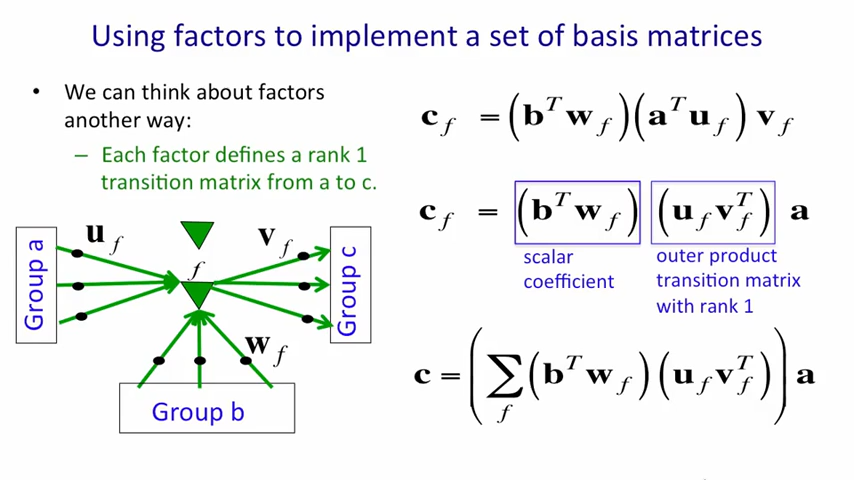 Using factors to implement a set of basis matrices
• We can think about factors
another way:
– Each factor defines a rank 1
transition matrix from a to c.
c_f = (b^T w_f)(a^T u_f) v_f
c_f = (b^T w_f) (u_f v_f^T) a
scalar
coefficient
outer product
transition matrix
with rank 1
c = (∑_f (b^T w_f)(u_f v_f^T)) a
Group a
u_f
f
v_f
Group c
w_f
Group b